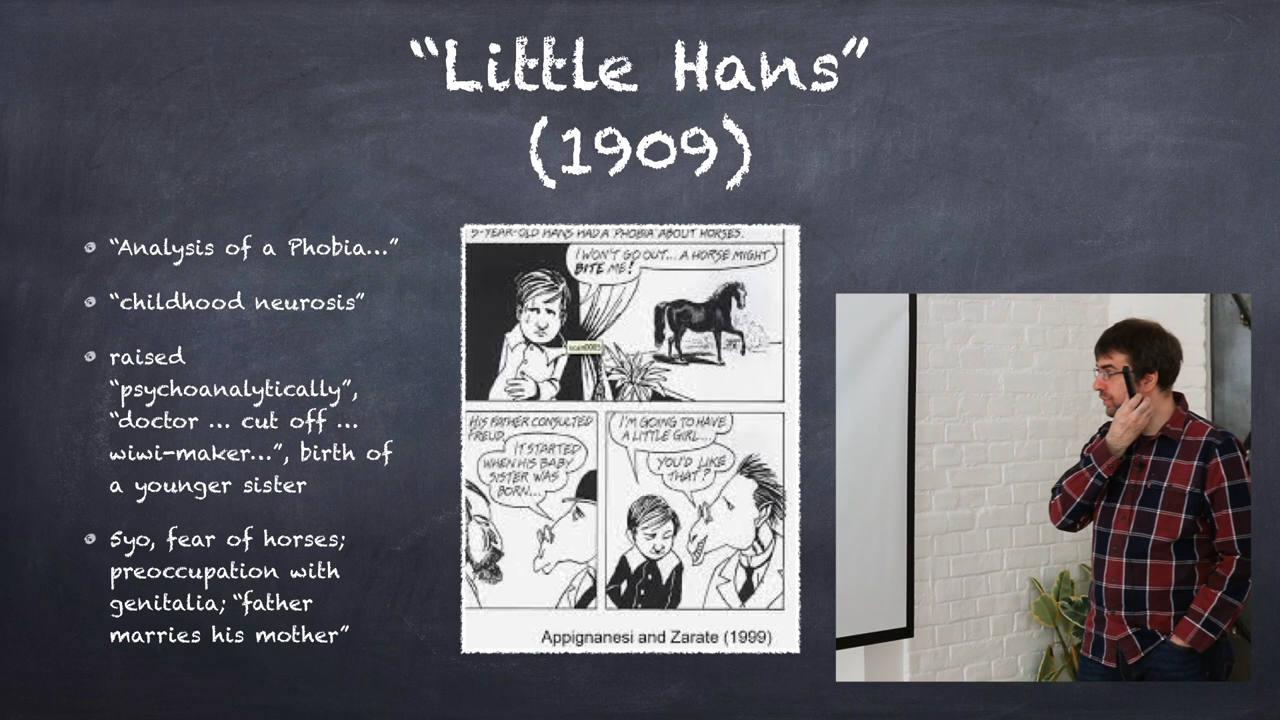 “Little Hans”
(1909)
“Analysis of a Phobia...”
“childhood neurosis”
raised
“psychoanalytically”,
“doctor ... cut off ...
wiwi-maker...”, birth of
a younger sister
5yo, fear of horses;
preoccupation with
genitalia; “father
marries his mother”
5-YEAR-OLD HANS HAD A PHOBIA ABOUT HORSES.
I WON'T GO OUT... A HORSE MIGHT
BITE ME!
HIS FATHER CONSULTED
FREUD.
IT STARTED
WHEN HIS BABY
SISTER WAS
BORN...
I'M GOING TO HAVE
A LITTLE GIRL...
YOU'D LIKE
THAT?
Appignanesi and Zarate (1999)